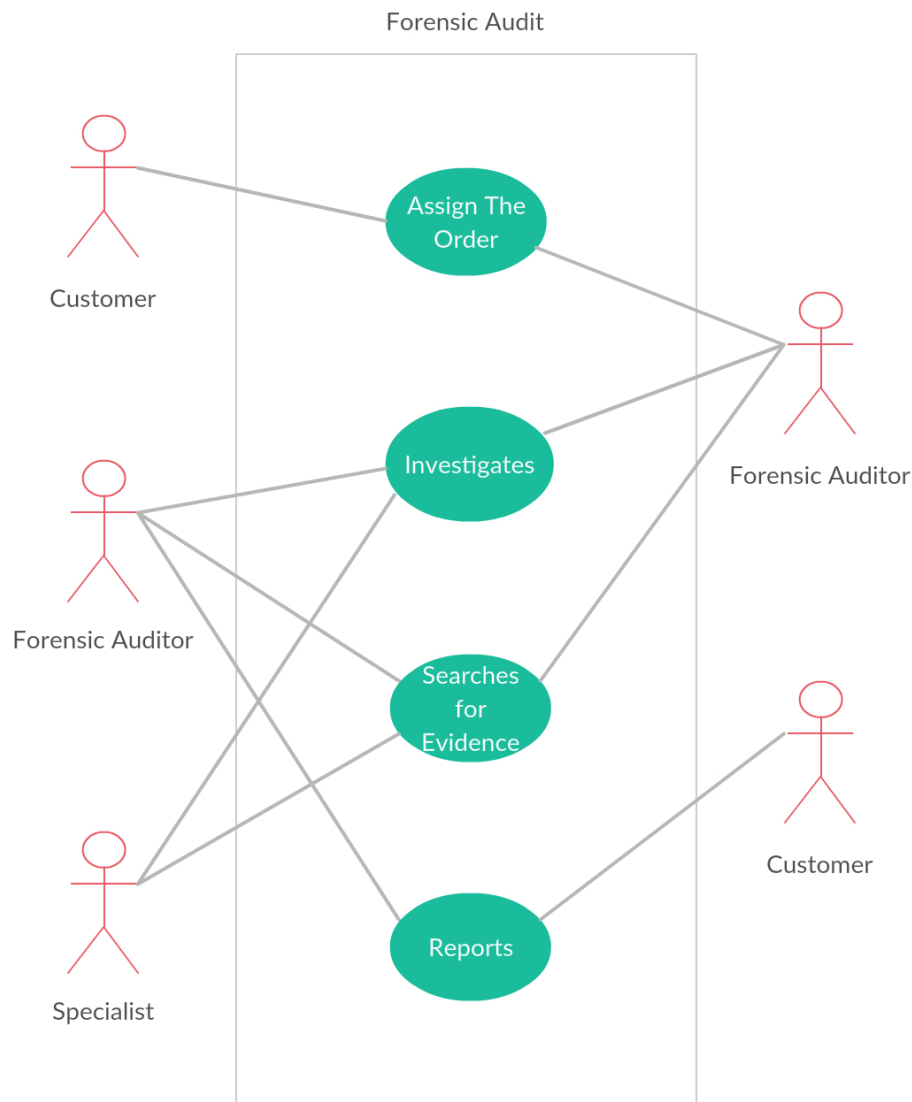 Forensic Audit
Assign The
Order
Customer
Investigates
Forensic Auditor
Forensic Auditor
Searches
for
Evidence
Customer
Reports
Specialist